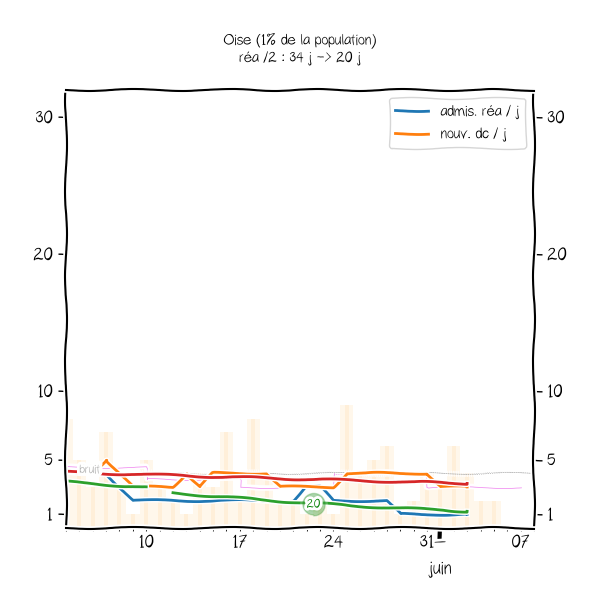 Oise (1% de la population)
réa /2 : 34 j -> 20 j
admis. réa / j
nouv. dc / j
30
30
20
20
10
10
5
5
bruit
20
1
1
10
17
24
31
07
juin